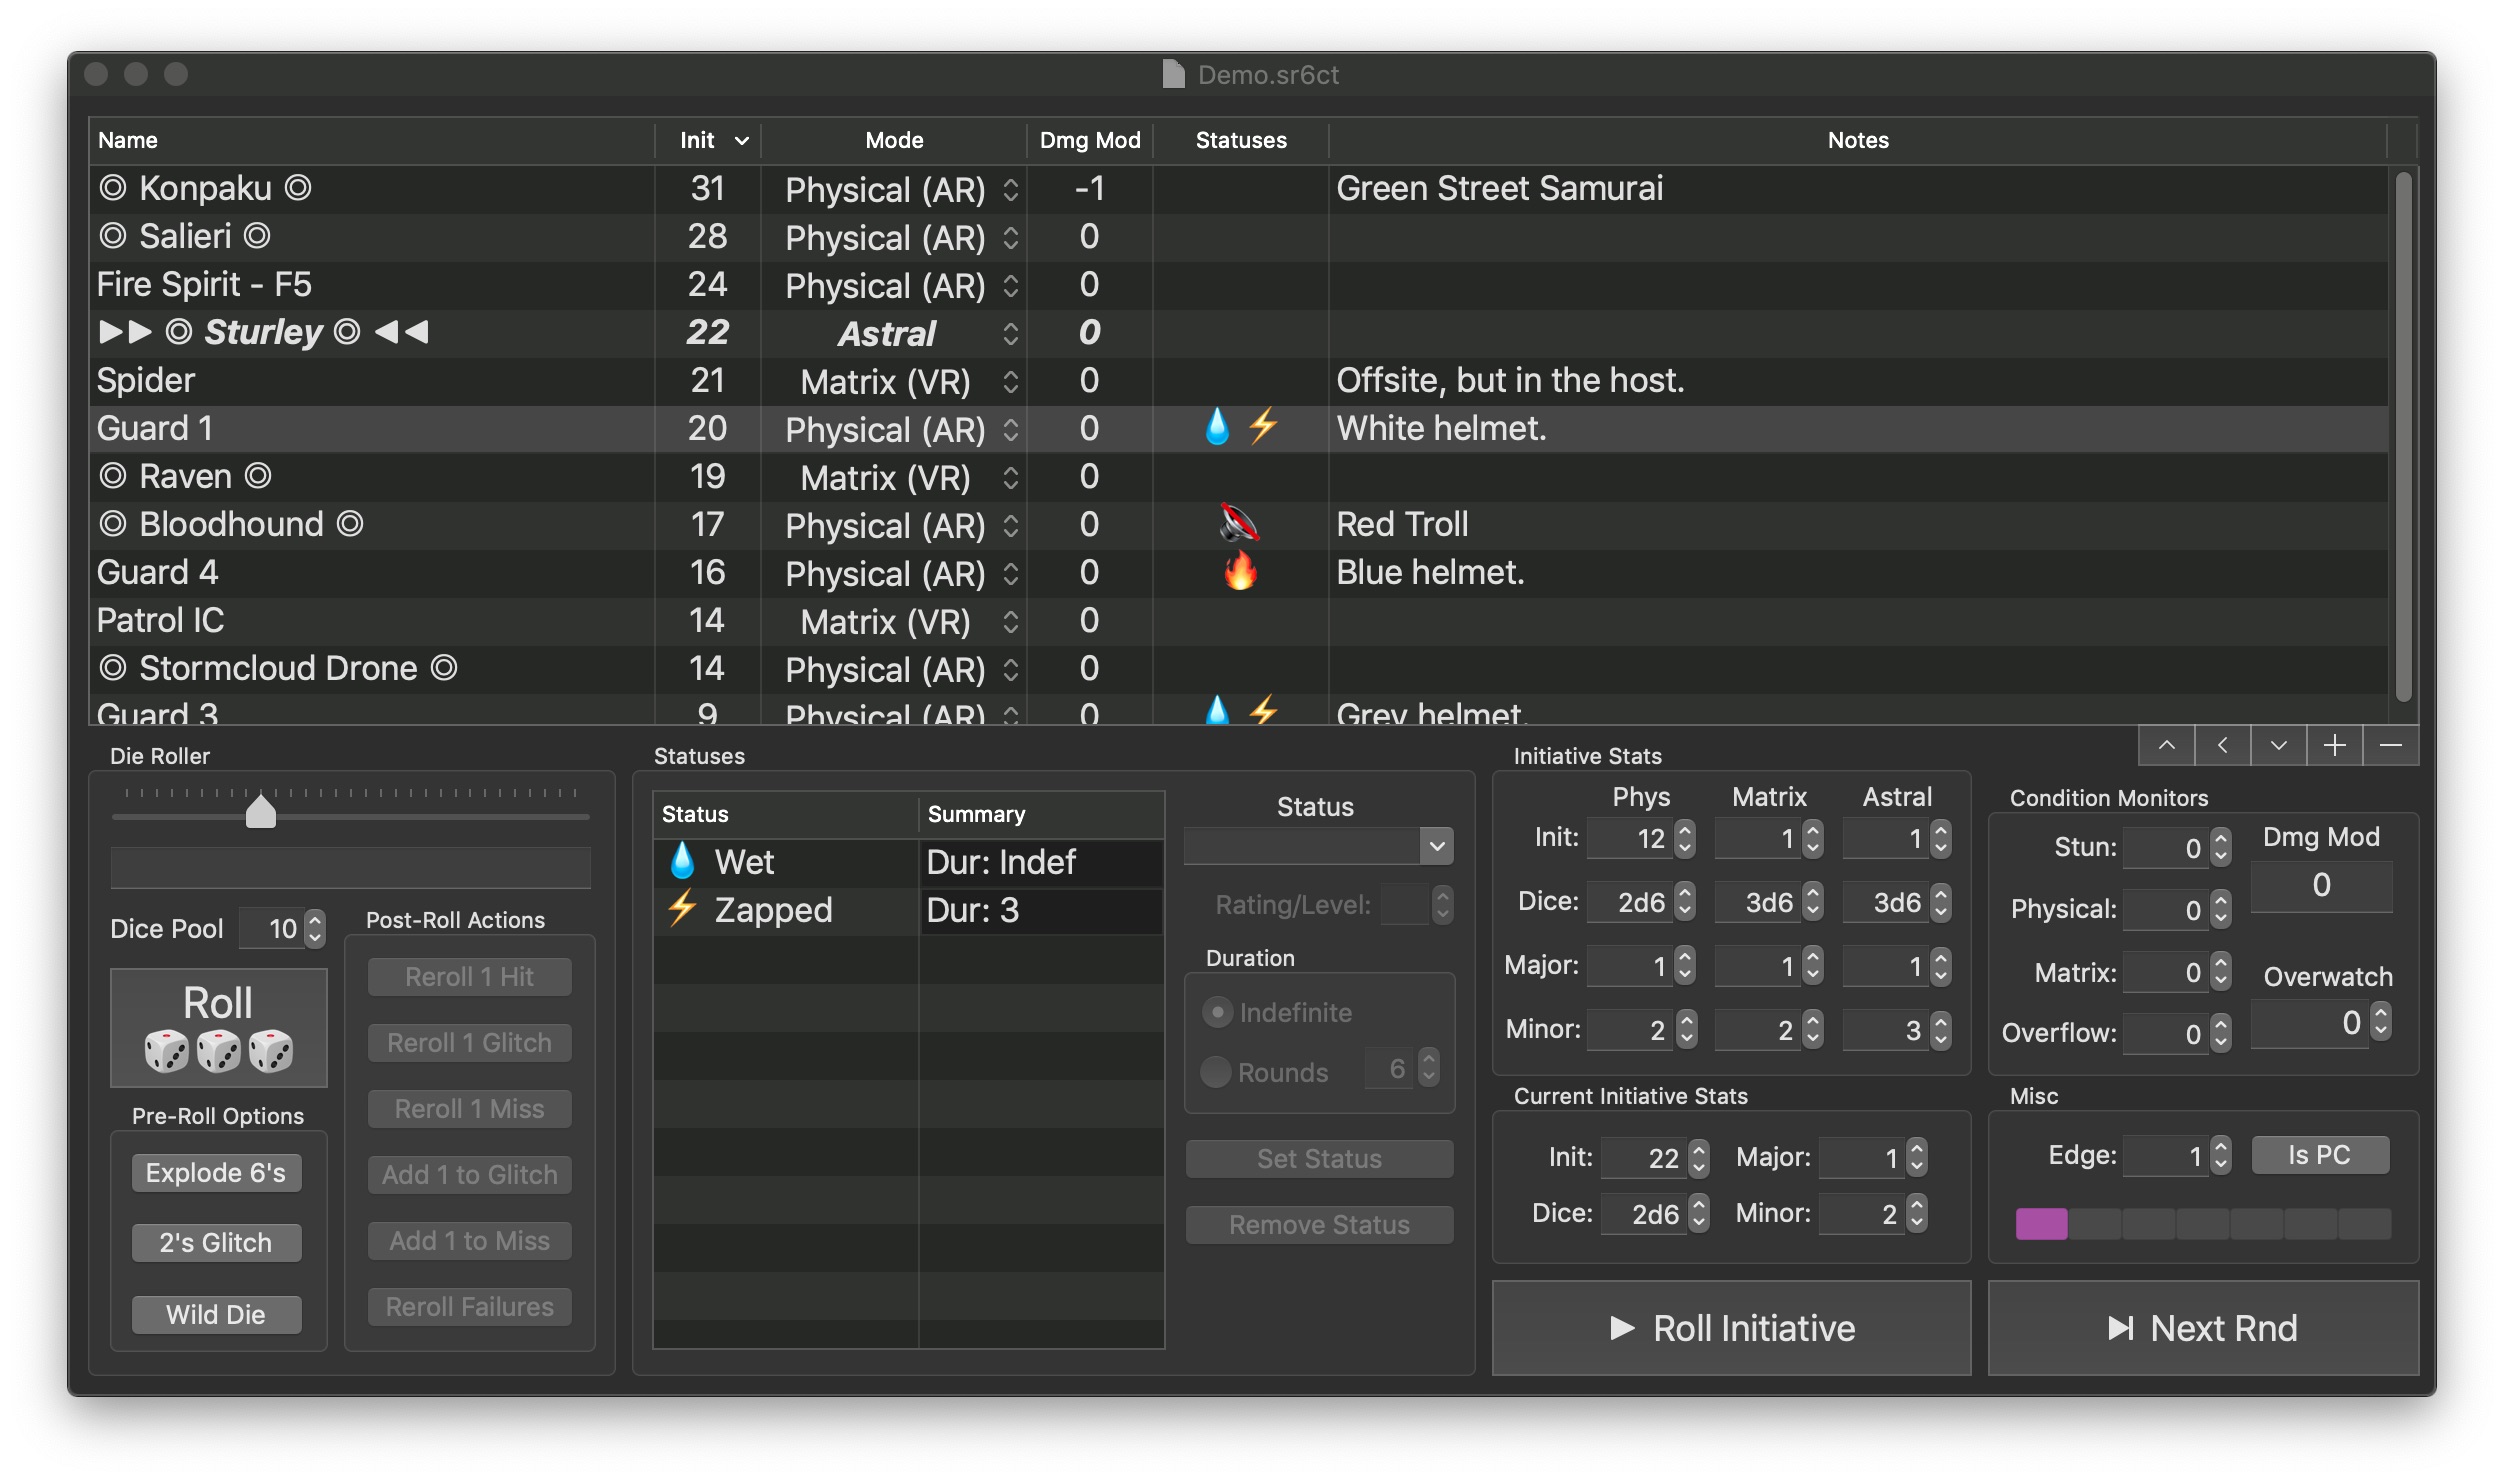 Demo.sr6ct
Name Init Mode Dmg Mod Statuses Notes
Konpaku 31 Physical (AR) -1 Green Street Samurai
Salieri 28 Physical (AR) 0
Fire Spirit - F5 24 Physical (AR) 0
Sturley 22 Astral 0
Spider 21 Matrix (VR) 0 Offsite, but in the host.
Guard 1 20 Physical (AR) 0 White helmet.
Raven 19 Matrix (VR) 0
Bloodhound 17 Physical (AR) 0 Red Troll
Guard 4 16 Physical (AR) 0 Blue helmet.
Patrol IC 14 Matrix (VR) 0
Stormcloud Drone 14 Physical (AR) 0
Guard 3 9 Physical (AR) 0 Grey helmet.
Die Roller
Dice Pool 10
Roll
Pre-Roll Options
Explode 6's
2's Glitch
Wild Die
Post-Roll Actions
Reroll 1 Hit
Reroll 1 Glitch
Reroll 1 Miss
Add 1 to Glitch
Add 1 to Miss
Reroll Failures
Statuses
Status Summary
Wet Dur: Indef
Zapped Dur: 3
Status
Rating/Level:
Duration
Indefinite
Rounds 6
Set Status
Remove Status
Initiative Stats
Phys Matrix Astral
Init: 12 1 1
Dice: 2d6 3d6 3d6
Major: 1 1 1
Minor: 2 2 3
Current Initiative Stats
Init: 22 Major: 1
Dice: 2d6 Minor: 2
Roll Initiative
Condition Monitors
Stun: 0
Physical: 0
Matrix: 0
Overflow: 0
Dmg Mod
0
Overwatch
0
Misc
Edge: 1 Is PC
Next Rnd